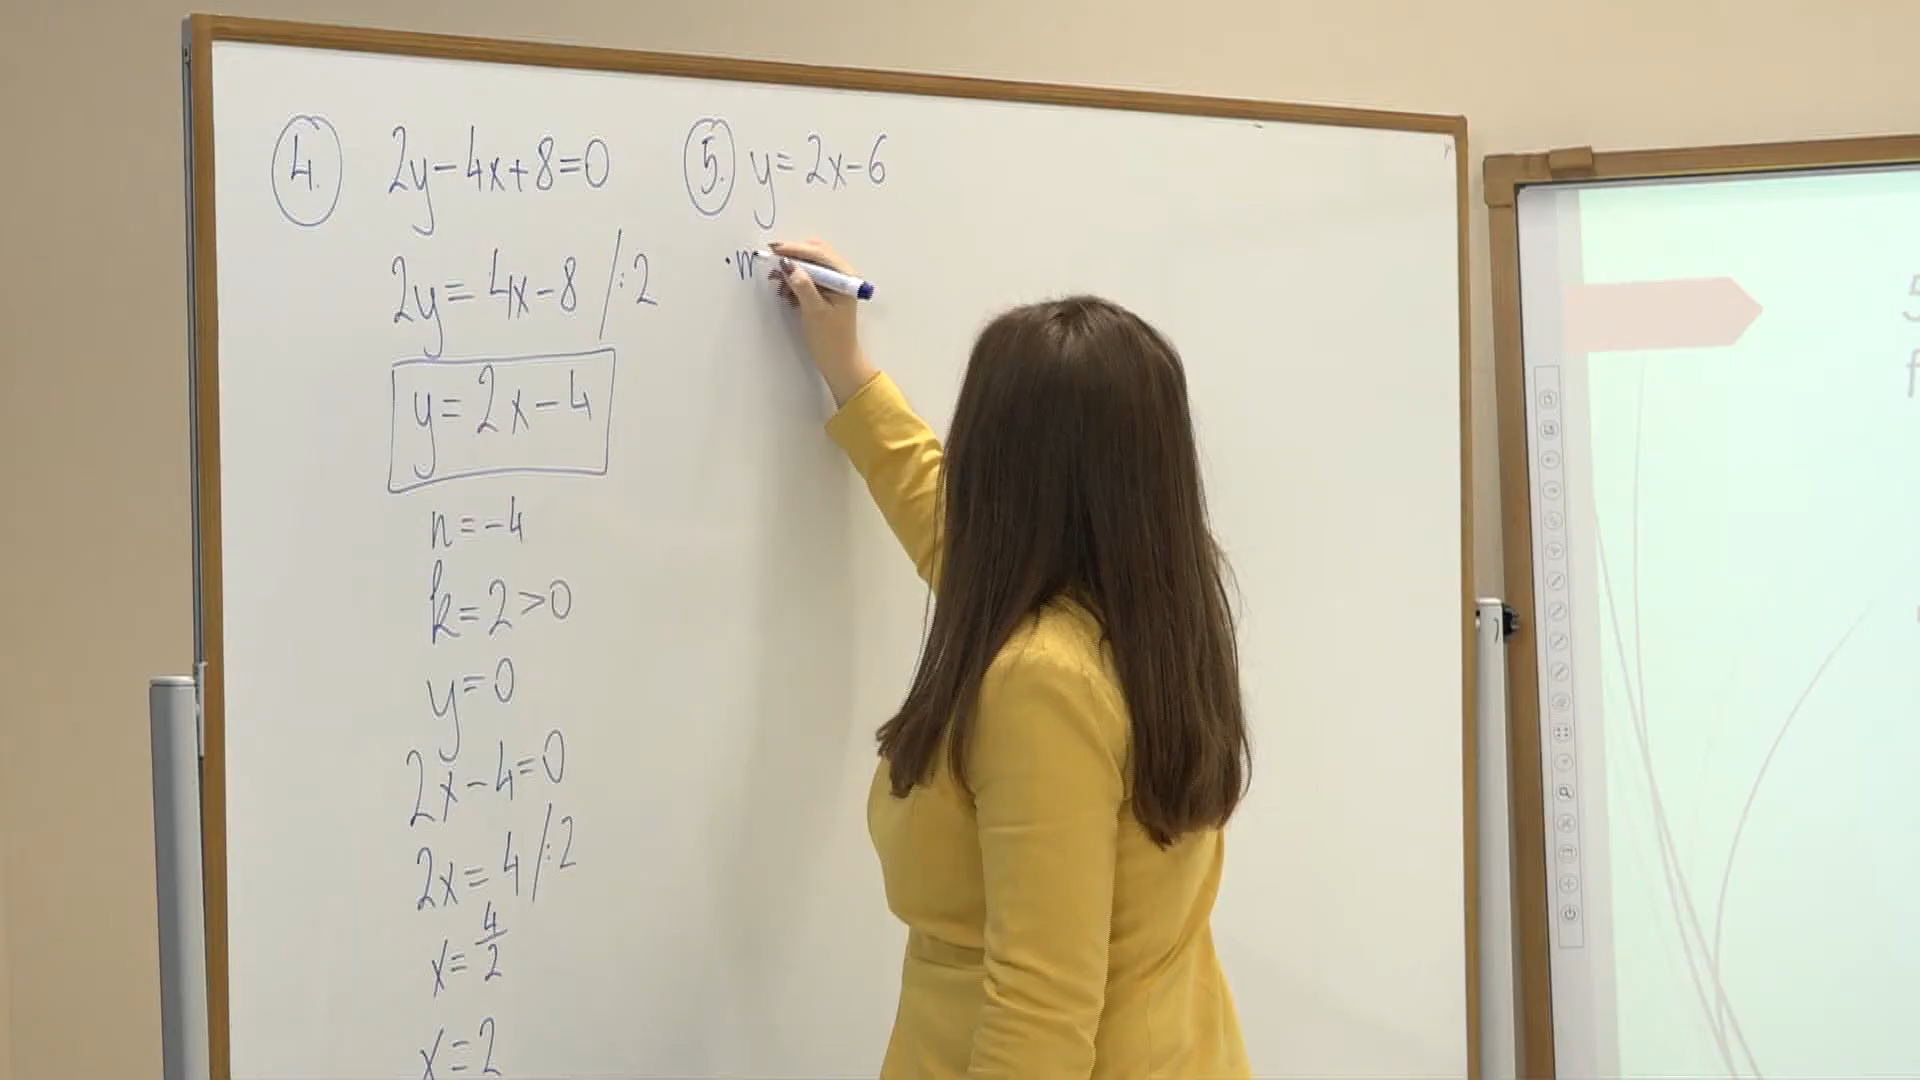 4. 2y-4x+8=0
2y=4x-8 /:2
y=2x-4
n=-4
k=2>0
y=0
2x-4=0
2x=4/:2
x=4/2
x=2
5. y=2x-6
5
f